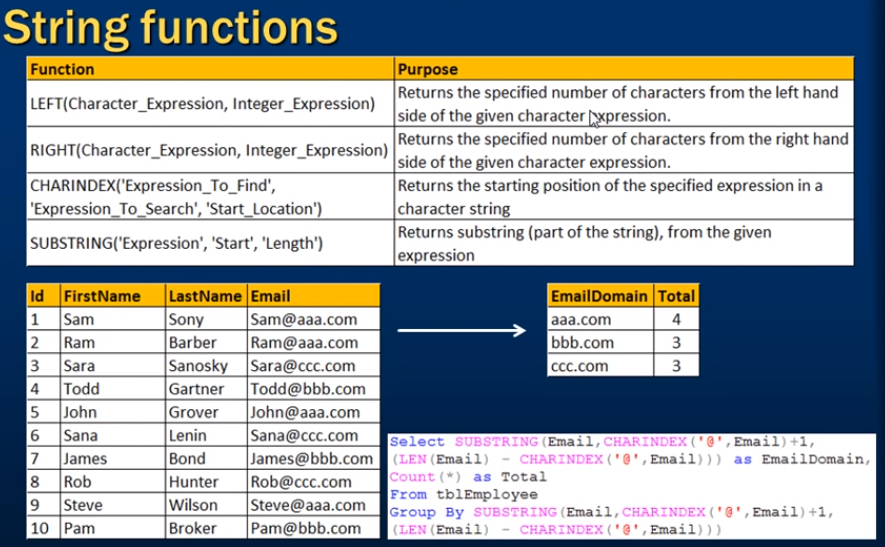 String functions
Function Purpose
LEFT(Character_Expression, Integer_Expression) Returns the specified number of characters from the left hand
side of the given character expression.
RIGHT(Character_Expression, Integer_Expression) Returns the specified number of characters from the right hand
side of the given character expression.
CHARINDEX('Expression_To_Find', Returns the starting position of the specified expression in a
'Expression_To_Search', 'Start_Location') character string
SUBSTRING('Expression', 'Start', 'Length') Returns substring (part of the string), from the given
expression
Id FirstName LastName Email
1 Sam Sony Sam@aaa.com
2 Ram Barber Ram@aaa.com
3 Sara Sanosky Sara@ccc.com
4 Todd Gartner Todd@bbb.com
5 John Grover John@aaa.com
6 Sana Lenin Sana@ccc.com
7 James Bond James@bbb.com
8 Rob Hunter Rob@ccc.com
9 Steve Wilson Steve@aaa.com
10 Pam Broker Pam@bbb.com
EmailDomain Total
aaa.com 4
bbb.com 3
ccc.com 3
Select SUBSTRING(Email,CHARINDEX('@',Email)+1,
(LEN(Email) - CHARINDEX('@',Email))) as EmailDomain,
Count(*) as Total
From tblEmployee
Group By SUBSTRING(Email,CHARINDEX('@',Email)+1,
(LEN(Email) - CHARINDEX('@',Email)))